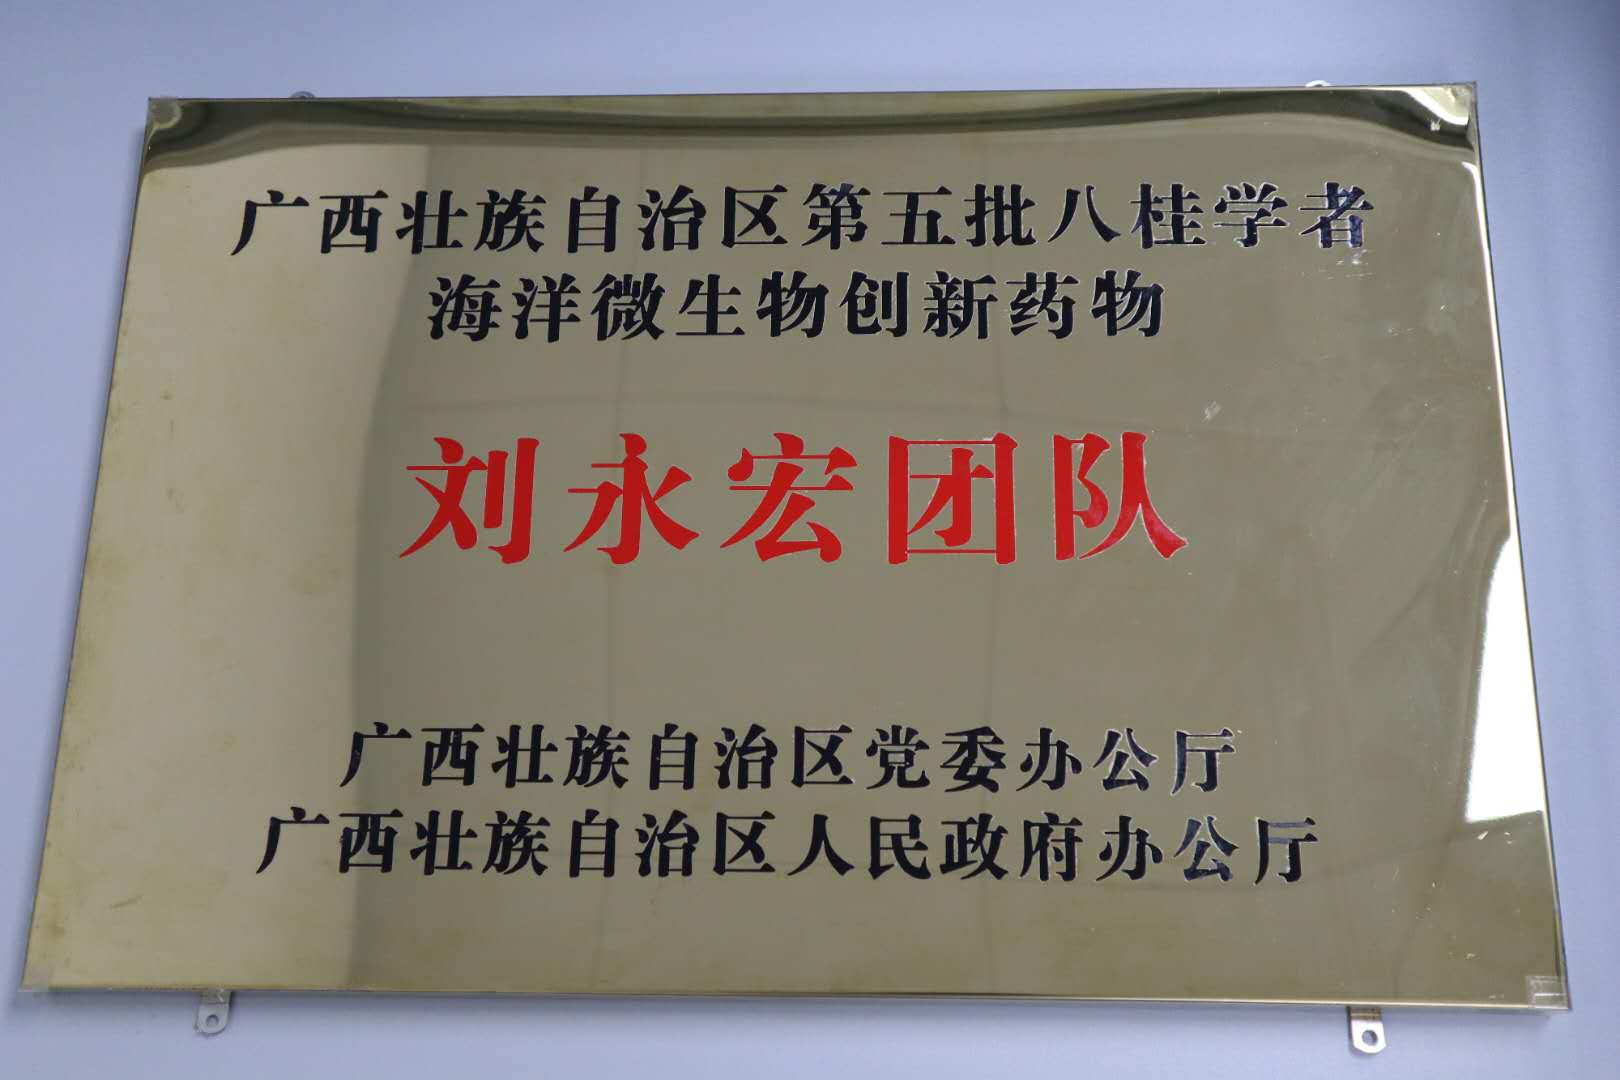 广西壮族自治区第五批八桂学者
海洋微生物创新药物
刘永宏团队
广西壮族自治区党委办公厅
广西壮族自治区人民政府办公厅